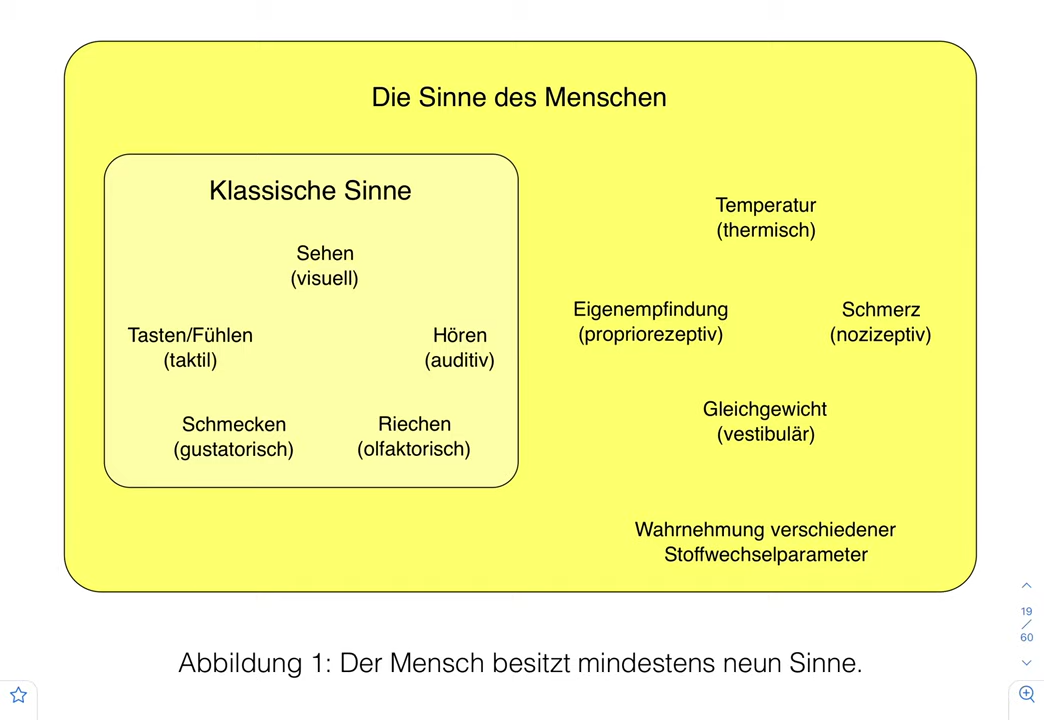 Die Sinne des Menschen
Klassische Sinne
Sehen
(visuell)
Tasten/Fühlen
(taktil)
Hören
(auditiv)
Schmecken
(gustatorisch)
Riechen
(olfaktorisch)
Temperatur
(thermisch)
Eigenempfindung
(propriorezeptiv)
Schmerz
(nozizeptiv)
Gleichgewicht
(vestibulär)
Wahrnehmung verschiedener
Stoffwechselparameter
Abbildung 1: Der Mensch besitzt mindestens neun Sinne.
19
/
60